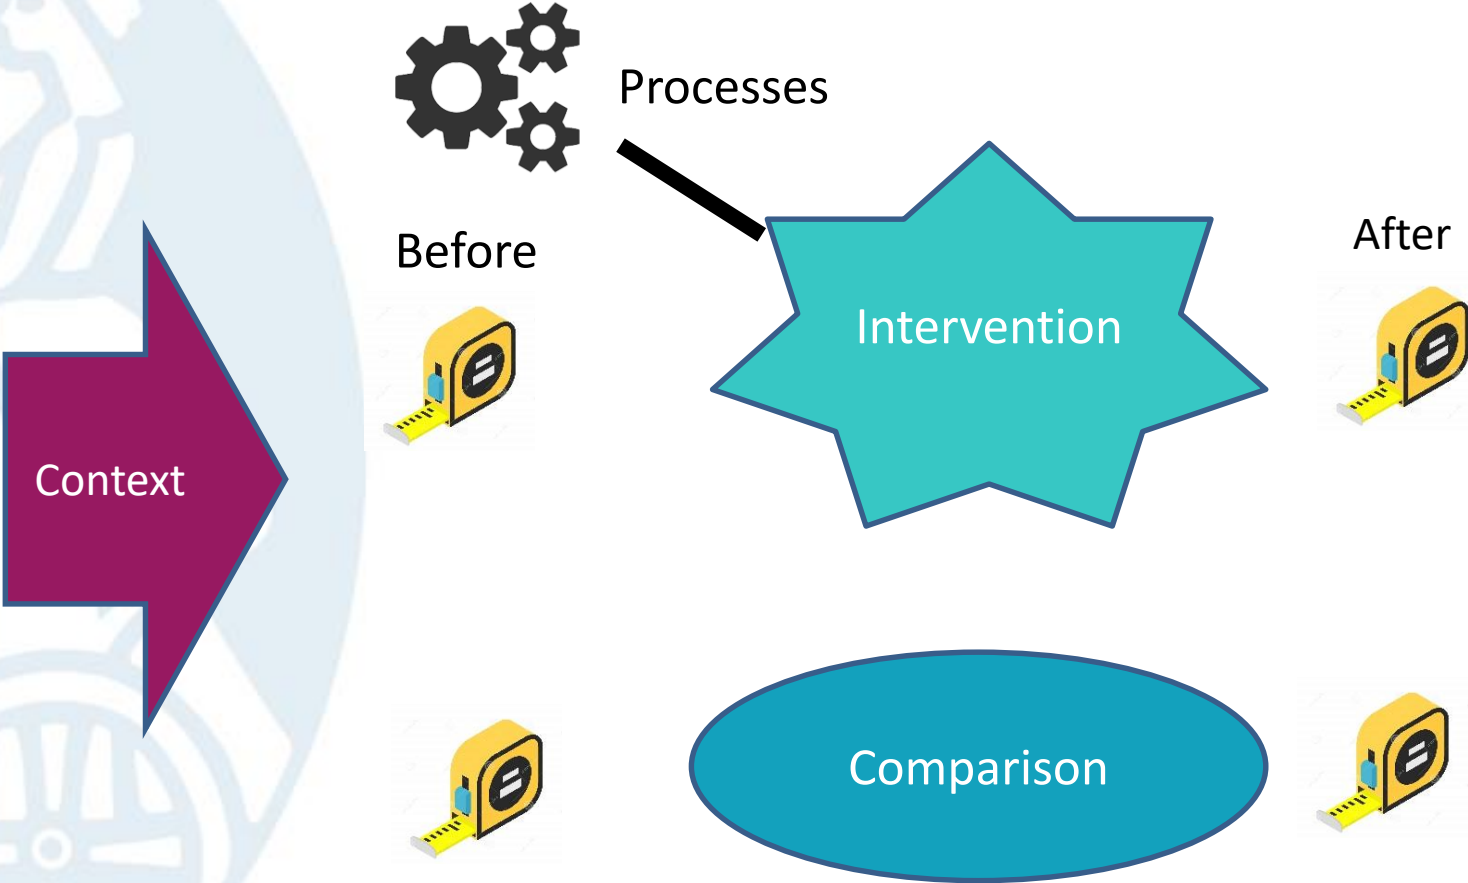 Processes
Before
After
Intervention
Context
Comparison